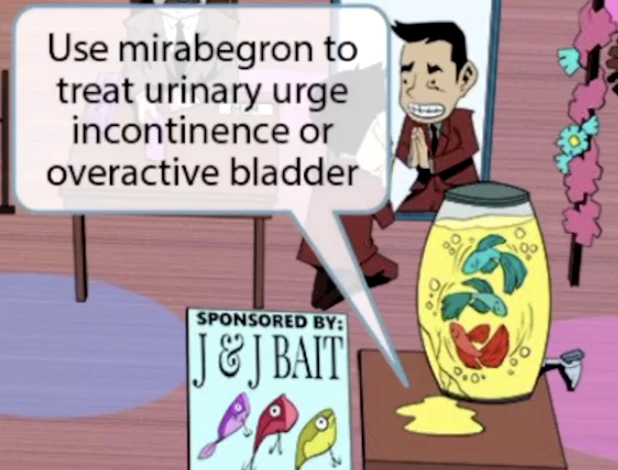 Use mirabegron to
treat urinary urge
incontinence or
overactive bladder
SPONSORED BY:
J & J BAIT